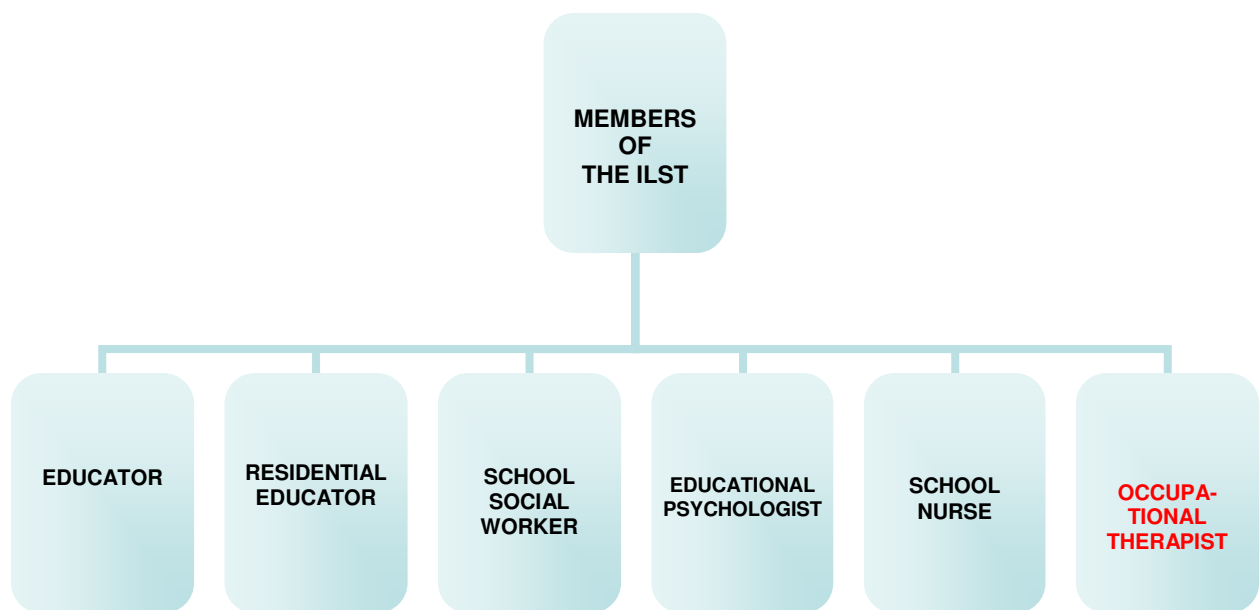 MEMBERS
OF
THE ILST
EDUCATOR
RESIDENTIAL
EDUCATOR
SCHOOL
SOCIAL
WORKER
EDUCATIONAL
PSYCHOLOGIST
SCHOOL
NURSE
OCCUPA-
TIONAL
THERAPIST